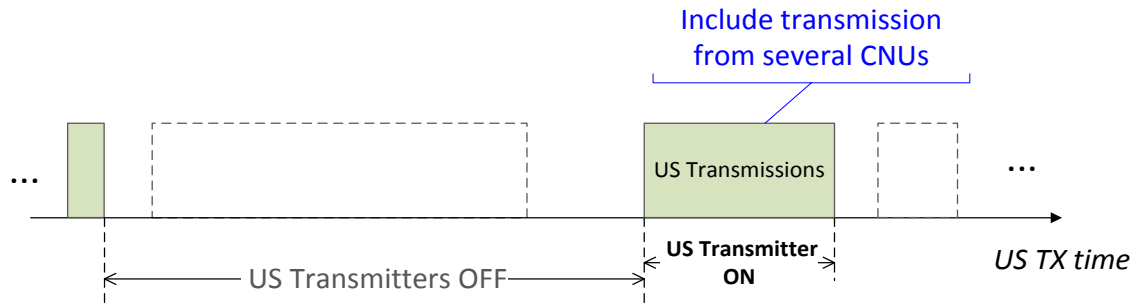 Include transmission
from several CNUs
...
US Transmissions
...
US Transmitters OFF
US Transmitter
ON
US TX time